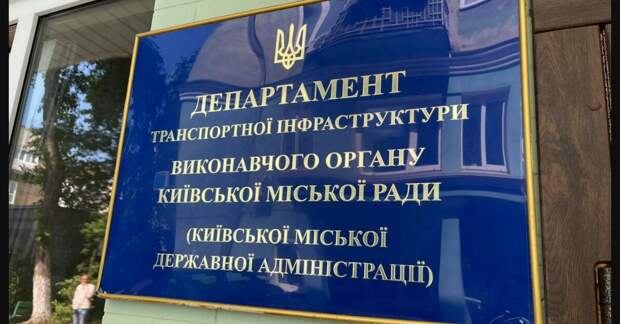 ДЕПАРТАМЕНТ
ТРАНСПОРТНОЇ ІНФРАСТРУКТУРИ
ВИКОНАВЧОГО ОРГАНУ
КИЇВСЬКОЇ МІСЬКОЇ РАДИ
(КИЇВСЬКОЇ МІСЬКОЇ
ДЕРЖАВНОЇ АДМІНІСТРАЦІЇ)